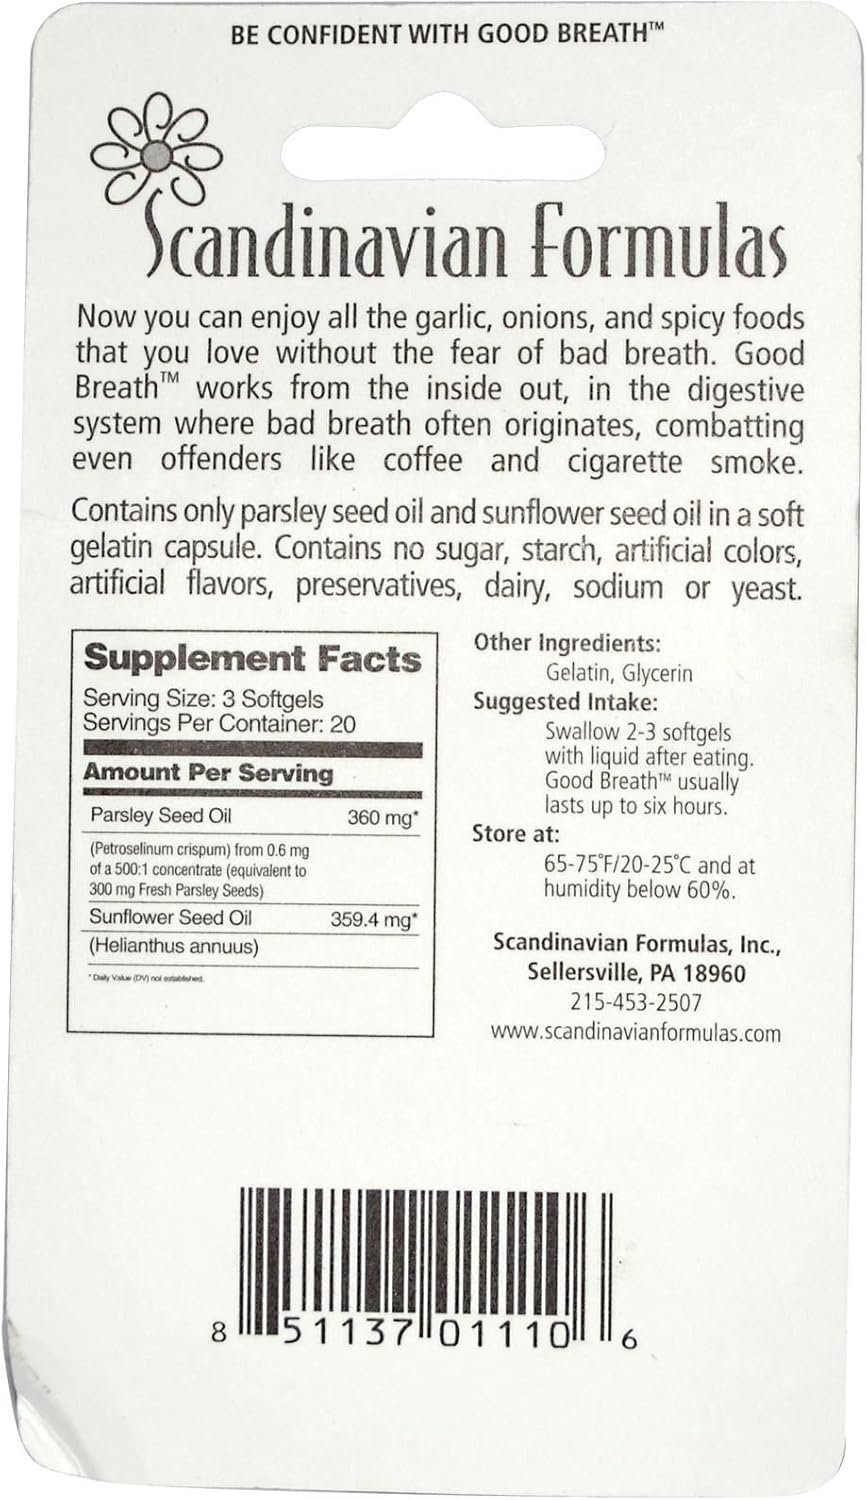 BE CONFIDENT WITH GOOD BREATH™
Scandinavian Formulas
Now you can enjoy all the garlic, onions, and spicy foods
that you love without the fear of bad breath. Good
Breath™ works from the inside out, in the digestive
system where bad breath often originates, combatting
even offenders like coffee and cigarette smoke.
Contains only parsley seed oil and sunflower seed oil in a soft
gelatin capsule. Contains no sugar, starch, artificial colors,
artificial flavors, preservatives, dairy, sodium or yeast.
Supplement Facts
Serving Size: 3 Softgels
Servings Per Container: 20
Amount Per Serving
Parsley Seed Oil 360 mg*
(Petroselinum crispum) from 0.6 mg
of a 500:1 concentrate (equivalent to
300 mg Fresh Parsley Seeds)
Sunflower Seed Oil 359.4 mg*
(Helianthus annuus)
* Daily Value (DV) not established.
Other Ingredients:
Gelatin, Glycerin
Suggested Intake:
Swallow 2-3 softgels
with liquid after eating.
Good Breath™ usually
lasts up to six hours.
Store at:
65-75°F/20-25°C and at
humidity below 60%.
Scandinavian Formulas, Inc.,
Sellersville, PA 18960
215-453-2507
www.scandinavianformulas.com
8 51137 01110 6